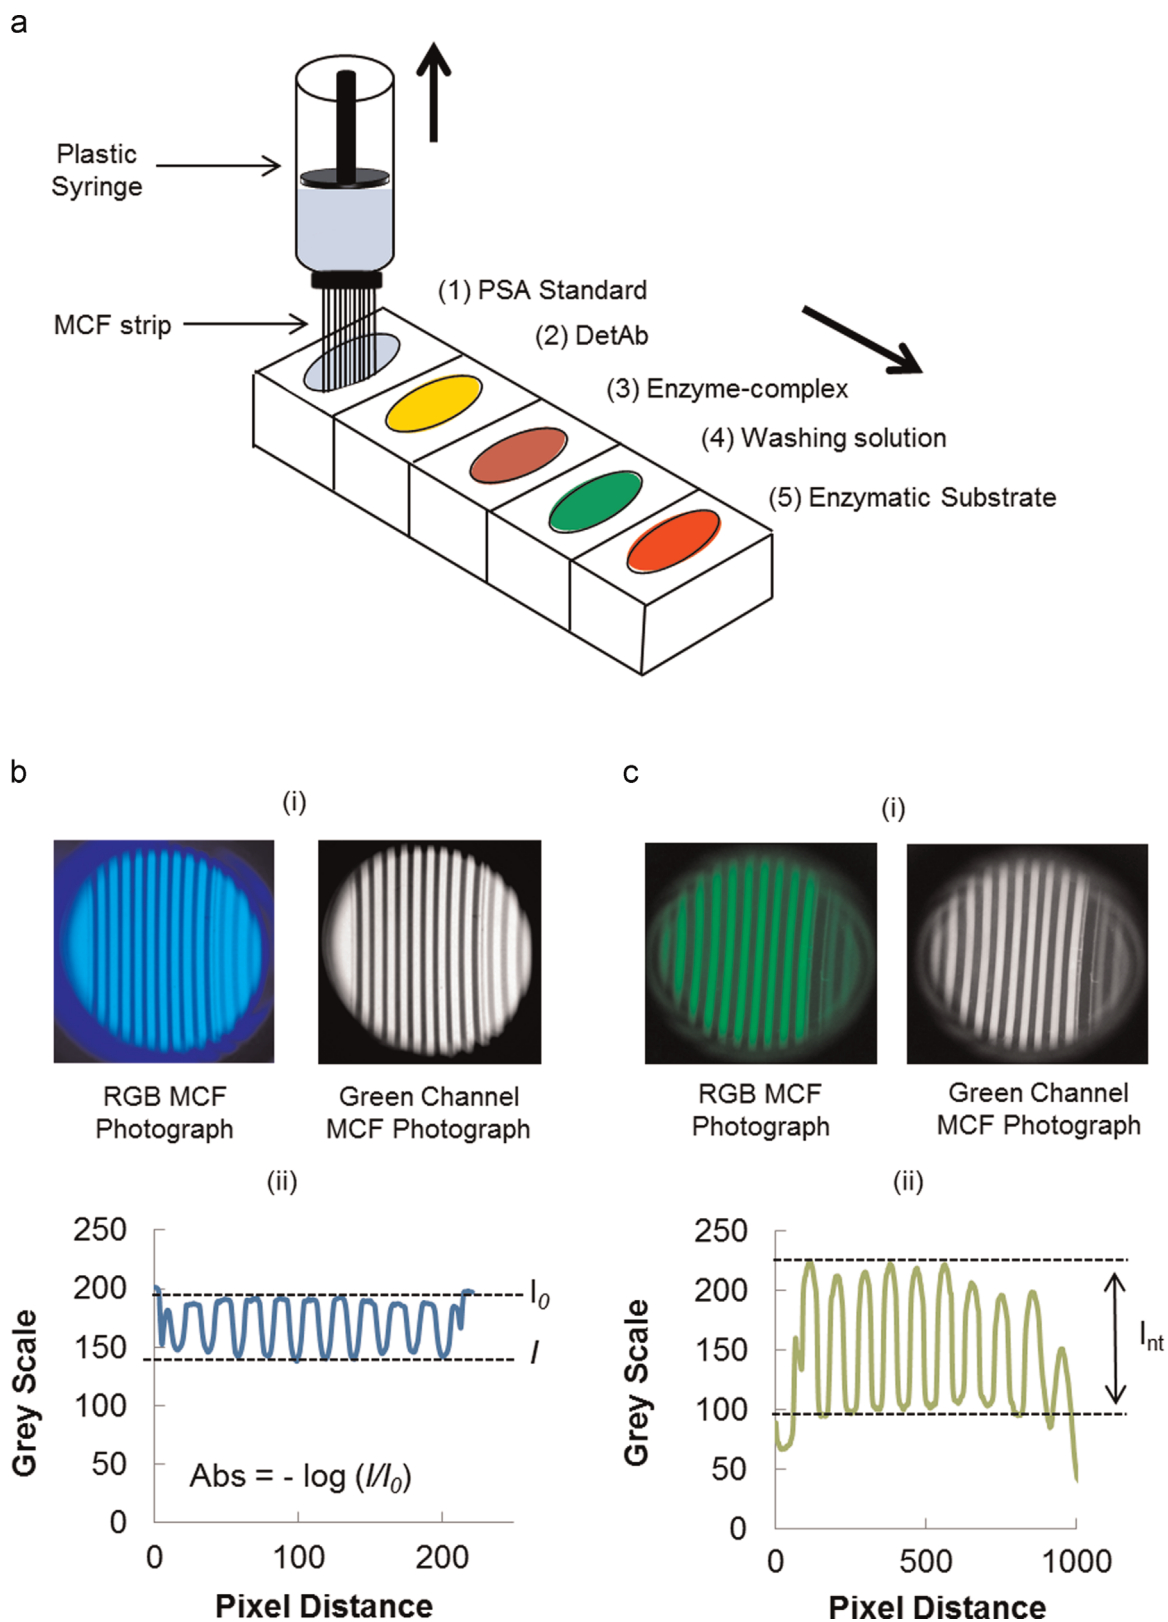 a
Plastic
Syringe
MCF strip
(1) PSA Standard
(2) DetAb
(3) Enzyme-complex
(4) Washing solution
(5) Enzymatic Substrate
b
(i)
RGB MCF
Photograph
Green Channel
MCF Photograph
(ii)
Grey Scale
250
200
150
100
50
0
I0
I
Abs = - log (I/I0)
0
100
200
Pixel Distance
c
(i)
RGB MCF
Photograph
Green Channel
MCF Photograph
(ii)
Grey Scale
250
200
150
100
50
0
Int
0
500
1000
Pixel Distance